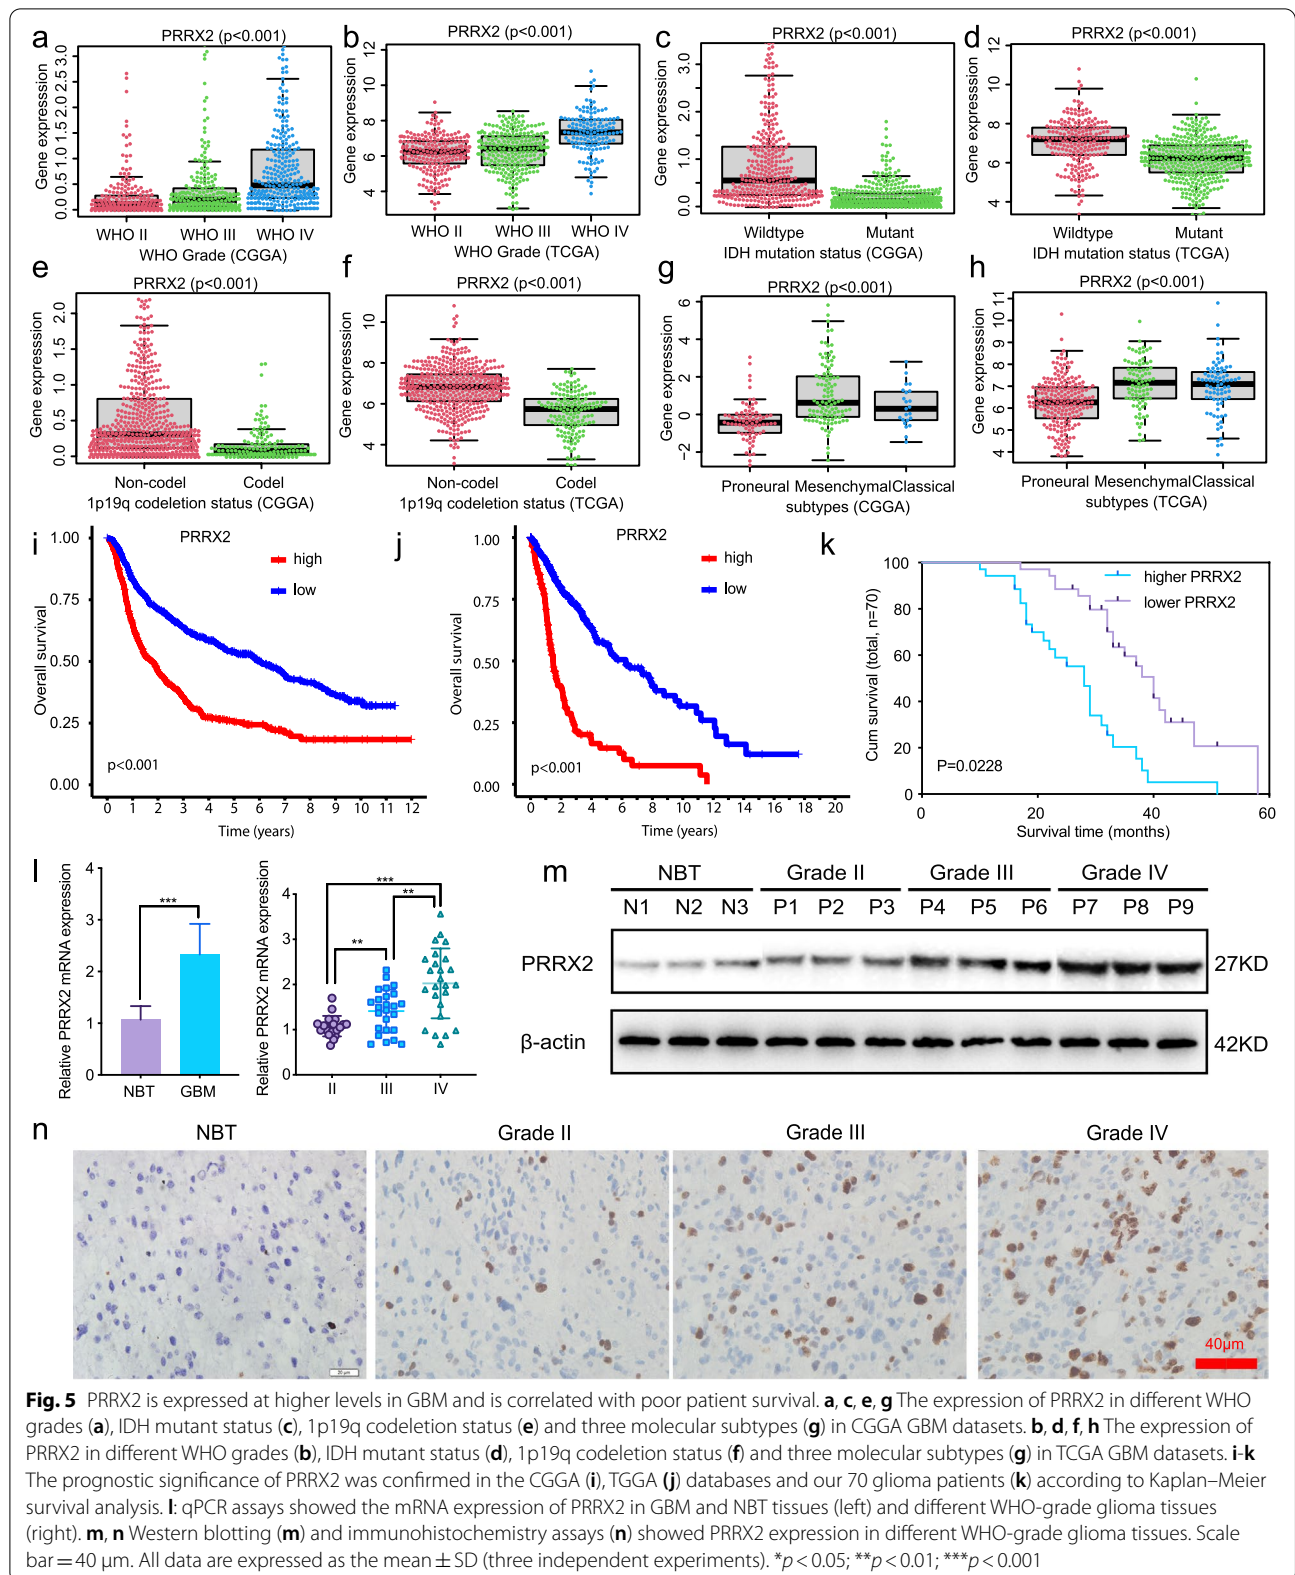 a
PRRX2 (p<0.001)
Gene expresssion
3.0
2.5
2.0
1.5
1.0
0.5
0.0
WHO II WHO III WHO IV
WHO Grade (CGGA)
b
PRRX2 (p<0.001)
Gene expresssion
12
10
8
6
4
WHO II WHO III WHO IV
WHO Grade (TCGA)
c
PRRX2 (p<0.001)
Gene expresssion
3.0
2.0
1.0
0.0
Wildtype Mutant
IDH mutation status (CGGA)
d
PRRX2 (p<0.001)
Gene expresssion
12
10
8
6
4
Wildtype Mutant
IDH mutation status (TCGA)
e
PRRX2 (p<0.001)
Gene expresssion
2.0
1.5
1.0
0.5
0.0
Non-codel Codel
1p19q codeletion status (CGGA)
f
PRRX2 (p<0.001)
Gene expresssion
10
8
6
4
Non-codel Codel
1p19q codeletion status (TCGA)
g
PRRX2 (p<0.001)
Gene expresssion
6
4
2
0
−2
Proneural Mesenchymal Classical
subtypes (CGGA)
h
PRRX2 (p<0.001)
Gene expresssion
11
10
9
8
7
6
5
4
Proneural Mesenchymal Classical
subtypes (TCGA)
i
PRRX2
high
low
Overall survival
1.00
0.75
0.50
0.25
0.00
p<0.001
0 1 2 3 4 5 6 7 8 9 10 11 12
Time (years)
j
PRRX2
high
low
Overall survival
1.00
0.75
0.50
0.25
0.00
p<0.001
0 2 4 6 8 10 12 14 16 18 20
Time (years)
k
higher PRRX2
lower PRRX2
Cum survival (total, n=70)
100
80
60
40
20
0
P=0.0228
0 20 40 60
Survival time (months)
l
Relative PRRX2 mRNA expression
4
3
2
1
0
***
NBT GBM
Relative PRRX2 mRNA expression
4
3
2
1
0
***
**
**
II III IV
m
NBT Grade II Grade III Grade IV
N1 N2 N3 P1 P2 P3 P4 P5 P6 P7 P8 P9
PRRX2 27KD
β-actin 42KD
n
NBT Grade II Grade III Grade IV
20 μm
40μm
Fig. 5 PRRX2 is expressed at higher levels in GBM and is correlated with poor patient survival. a, c, e, g The expression of PRRX2 in different WHO
grades (a), IDH mutant status (c), 1p19q codeletion status (e) and three molecular subtypes (g) in CGGA GBM datasets. b, d, f, h The expression of
PRRX2 in different WHO grades (b), IDH mutant status (d), 1p19q codeletion status (f) and three molecular subtypes (g) in TCGA GBM datasets. i-k
The prognostic significance of PRRX2 was confirmed in the CGGA (i), TGGA (j) databases and our 70 glioma patients (k) according to Kaplan–Meier
survival analysis. l: qPCR assays showed the mRNA expression of PRRX2 in GBM and NBT tissues (left) and different WHO-grade glioma tissues
(right). m, n Western blotting (m) and immunohistochemistry assays (n) showed PRRX2 expression in different WHO-grade glioma tissues. Scale
bar = 40 μm. All data are expressed as the mean ± SD (three independent experiments). *p < 0.05; **p < 0.01; ***p < 0.001